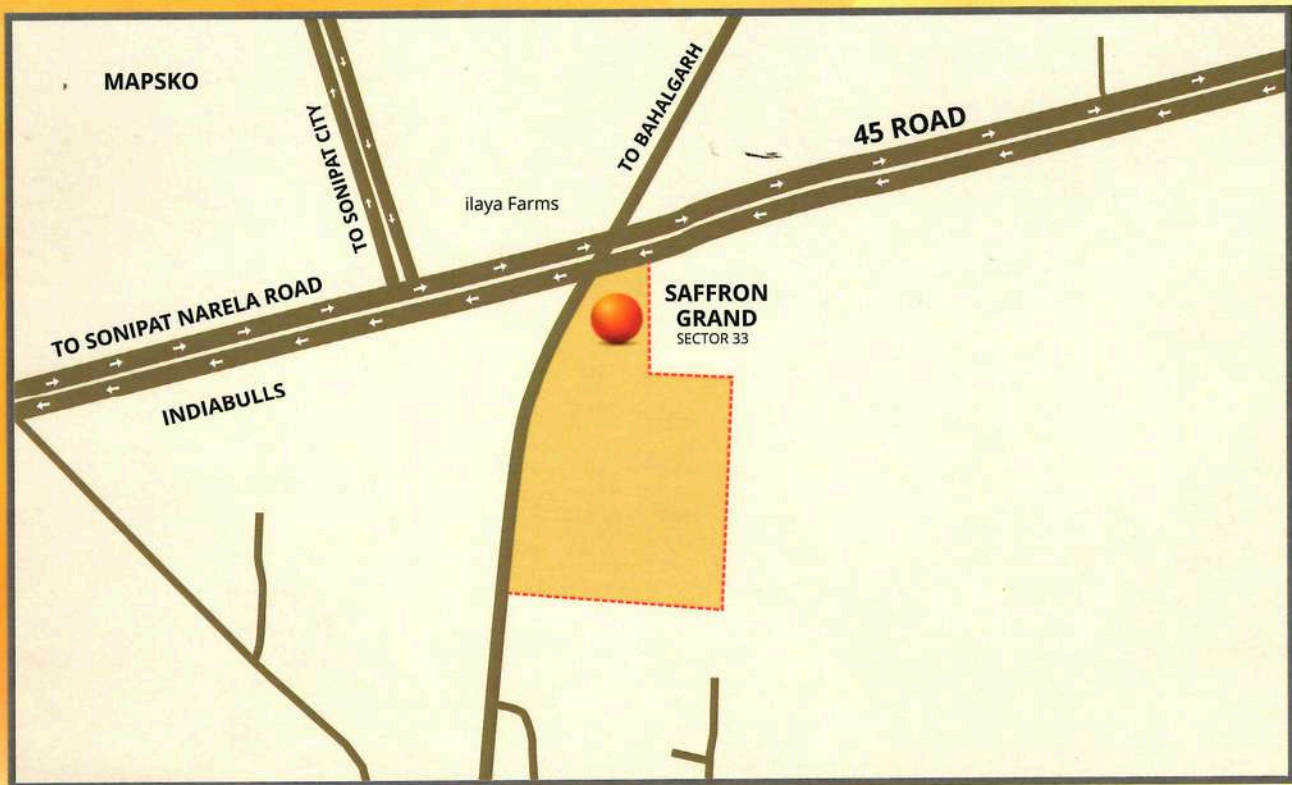 MAPSKO
TO SONIPAT CITY
TO BAHALGARH
45 ROAD
ilaya Farms
TO SONIPAT NARELA ROAD
SAFFRON
GRAND
SECTOR 33
INDIABULLS